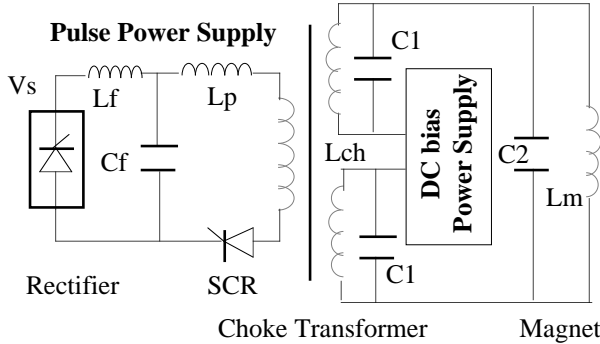 Pulse Power Supply
Vs
Lf
Lp
Cf
Rectifier
SCR
C1
Lch
DC bias
Power Supply
C2
Lm
C1
Choke Transformer
Magnet